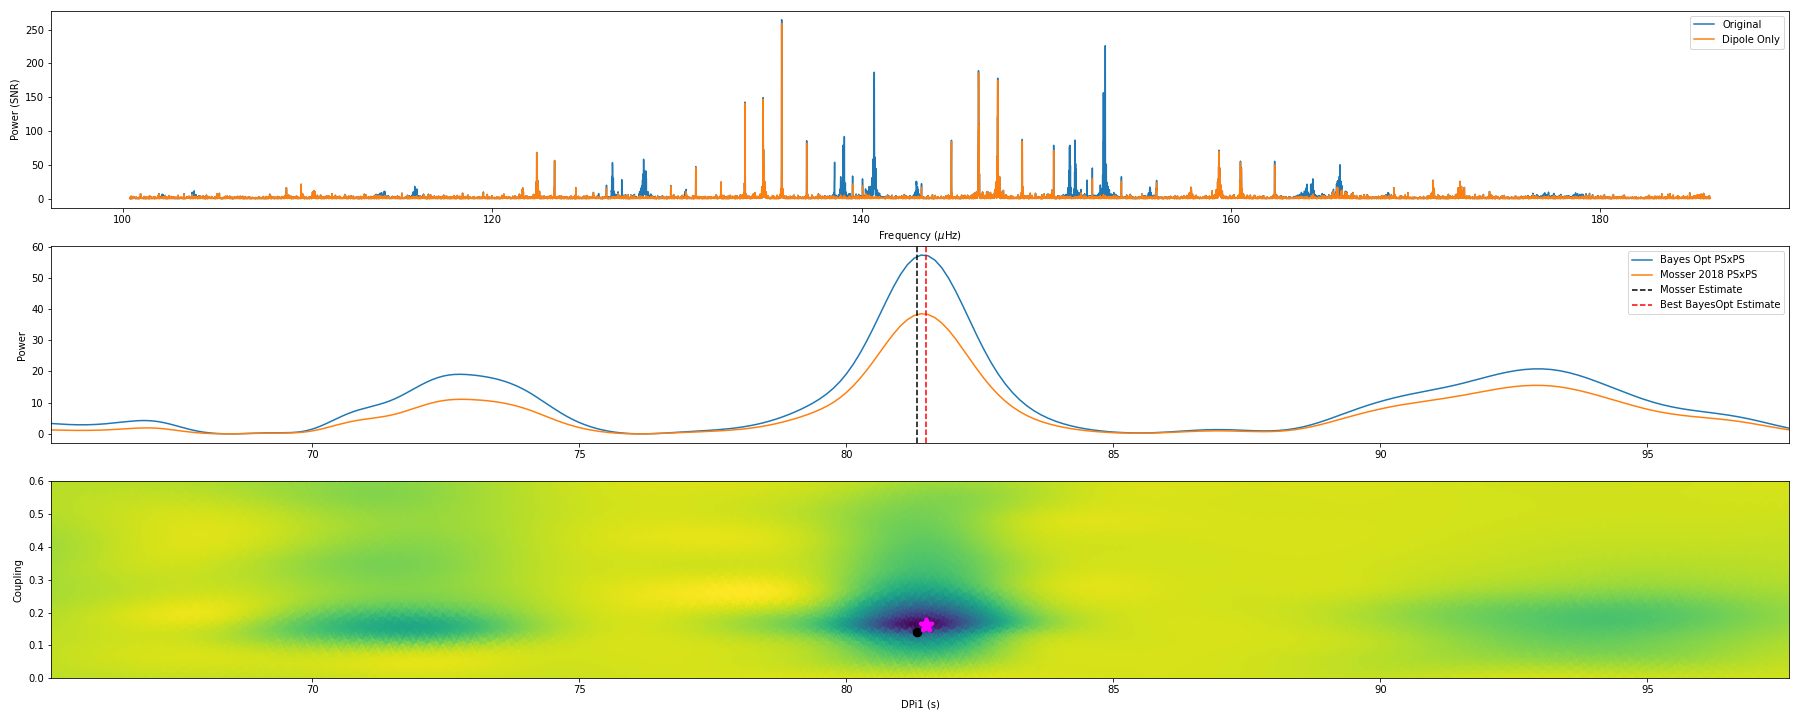 250
200
150
100
50
0
Power (SNR)
Original
Dipole Only
100 120 140 160 180
Frequency (μHz)
60
50
40
30
20
10
0
Power
Bayes Opt PSxPS
Mosser 2018 PSxPS
Mosser Estimate
Best BayesOpt Estimate
70 75 80 85 90 95
0.6
0.5
0.4
0.3
0.2
0.1
0.0
Coupling
70 75 80 85 90 95
DPi1 (s)